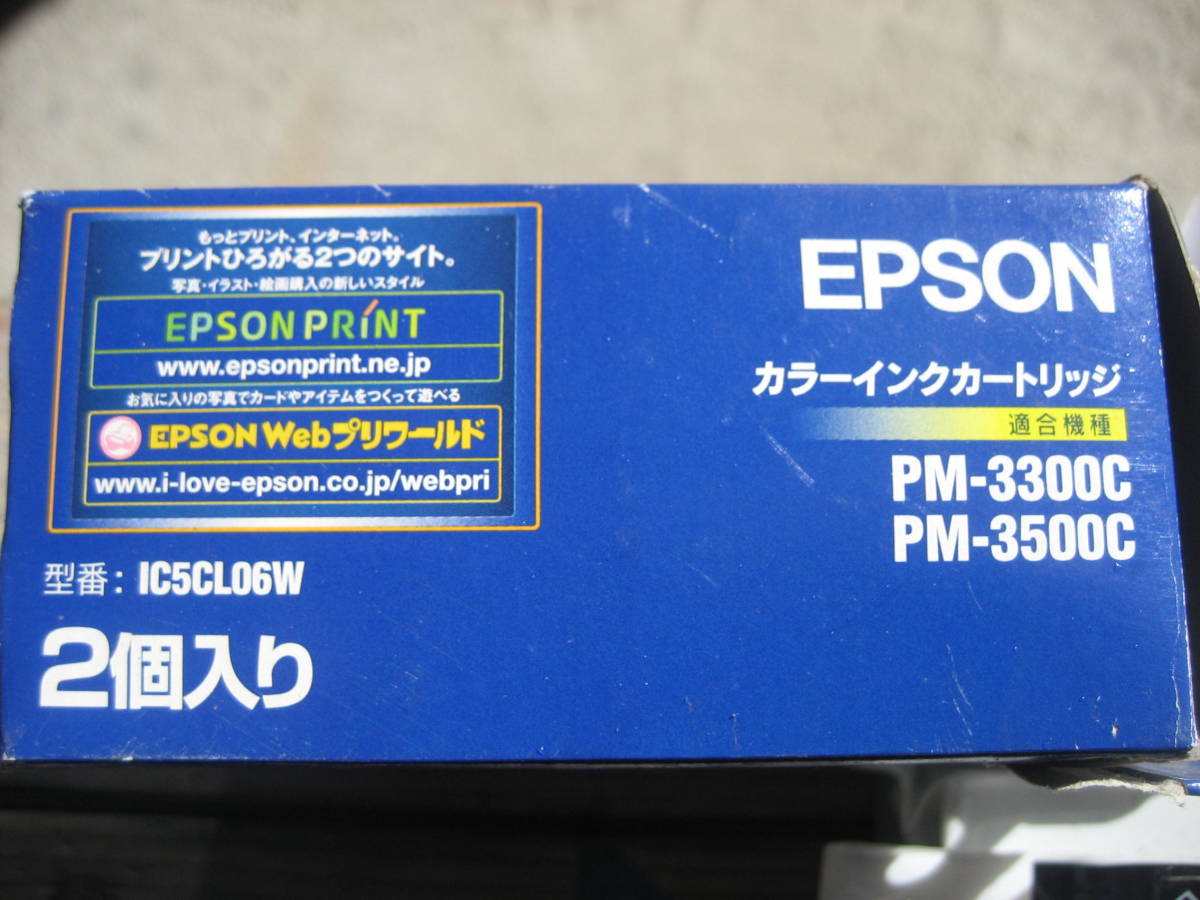 もっとプリント、インターネット。
プリントひろがる2つのサイト。
写真・イラスト・絵画購入の新しいスタイル
EPSON PRINT
www.epsonprint.ne.jp
お気に入りの写真でカードやアイテムをつくって遊べる
EPSON Webプリワールド
www.i-love-epson.co.jp/webpri
型番: IC5CL06W
2個入り
EPSON
カラーインクカートリッジ
適合機種
PM-3300C
PM-3500C